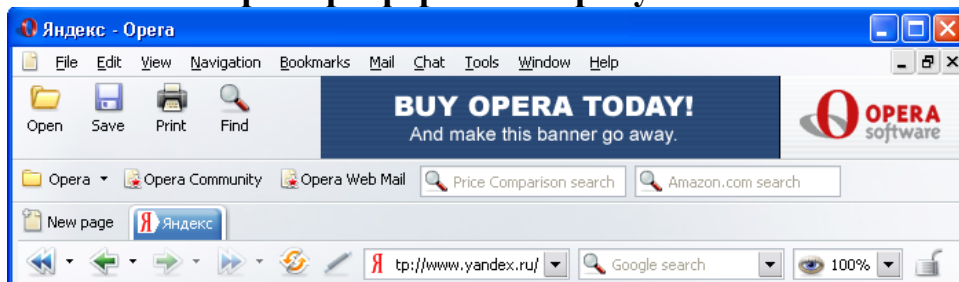 Яндекс - Opera
File Edit View Navigation Bookmarks Mail Chat Tools Window Help
Open Save Print Find
BUY OPERA TODAY!
And make this banner go away.
OPERA
software
Opera Opera Community Opera Web Mail Price Comparison search Amazon.com search
New page Я Яндекс
Я tp://www.yandex.ru/ Google search 100%